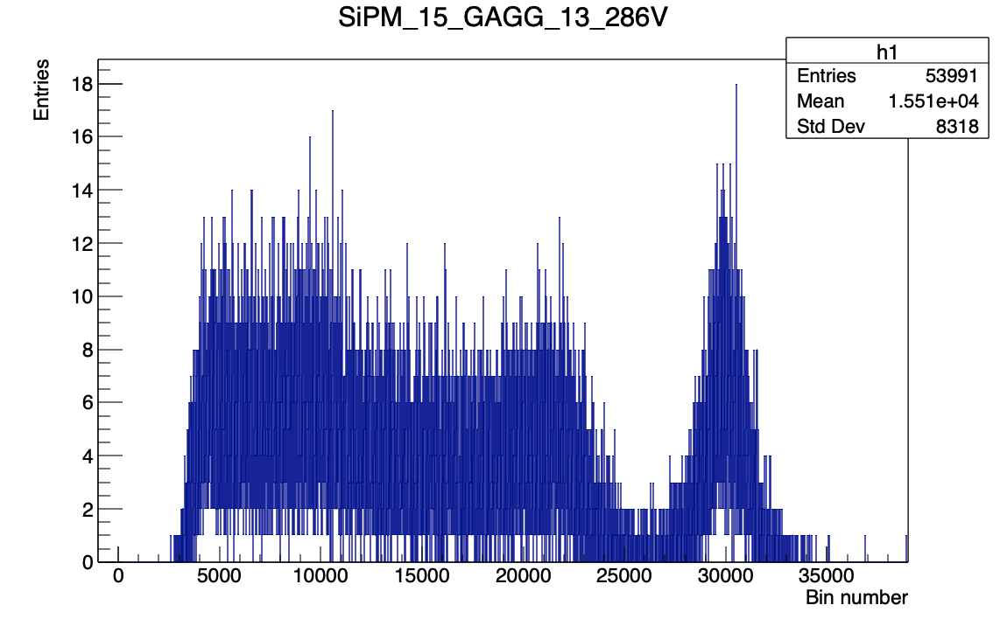 SiPM_15_GAGG_13_286V
h1
Entries 53991
Mean 1.551e+04
Std Dev 8318
Entries
18
16
14
12
10
8
6
4
2
0
0 5000 10000 15000 20000 25000 30000 35000
Bin number